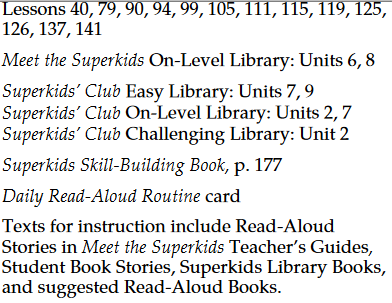 Lessons 40, 79, 90, 94, 99, 105, 111, 115, 119, 125,
126, 137, 141
Meet the Superkids On-Level Library: Units 6, 8
Superkids' Club Easy Library: Units 7, 9
Superkids' Club On-Level Library: Units 2, 7
Superkids' Club Challenging Library: Unit 2
Superkids Skill-Building Book, p. 177
Daily Read-Aloud Routine card
Texts for instruction include Read-Aloud
Stories in Meet the Superkids Teacher's Guides,
Student Book Stories, Superkids Library Books,
and suggested Read-Aloud Books.